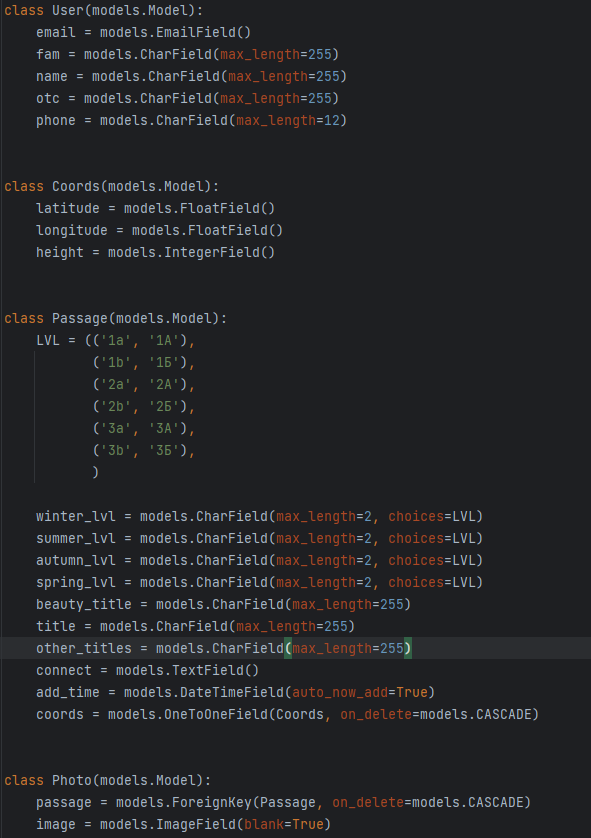 class User(models.Model):
    email = models.EmailField()
    fam = models.CharField(max_length=255)
    name = models.CharField(max_length=255)
    otc = models.CharField(max_length=255)
    phone = models.CharField(max_length=12)
class Coords(models.Model):
    latitude = models.FloatField()
    longitude = models.FloatField()
    height = models.IntegerField()
class Passage(models.Model):
    LVL = (('1a', '1А'),
           ('1b', '1Б'),
           ('2a', '2А'),
           ('2b', '2Б'),
           ('3a', '3А'),
           ('3b', '3Б'),
           )
    winter_lvl = models.CharField(max_length=2, choices=LVL)
    summer_lvl = models.CharField(max_length=2, choices=LVL)
    autumn_lvl = models.CharField(max_length=2, choices=LVL)
    spring_lvl = models.CharField(max_length=2, choices=LVL)
    beauty_title = models.CharField(max_length=255)
    title = models.CharField(max_length=255)
    other_titles = models.CharField(max_length=255)
    connect = models.TextField()
    add_time = models.DateTimeField(auto_now_add=True)
    coords = models.OneToOneField(Coords, on_delete=models.CASCADE)
class Photo(models.Model):
    passage = models.ForeignKey(Passage, on_delete=models.CASCADE)
    image = models.ImageField(blank=True)